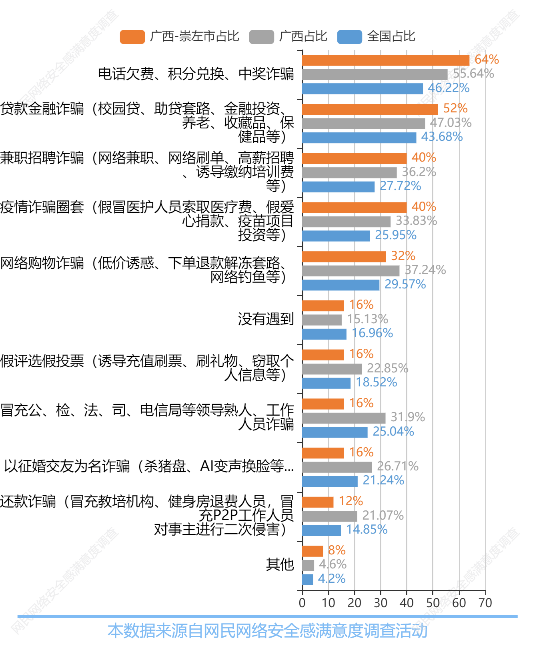 广西-崇左市占比 广西占比 全国占比
电话欠费、积分兑换、中奖诈骗
64%
55.64%
46.22%
贷款金融诈骗（校园贷、助贷套路、金融投资、
养老、收藏品、保
健品等）
52%
47.03%
43.68%
兼职招聘诈骗（网络兼职、网络刷单、高薪招聘
、诱导缴纳培训费
等）
40%
36.2%
27.72%
疫情诈骗圈套（假冒医护人员索取医疗费、假爱
心捐款、疫苗项目
投资等）
40%
33.83%
25.95%
网络购物诈骗（低价诱惑、下单退款解冻套路、
网络钓鱼等）
32%
37.24%
29.57%
没有遇到
16%
15.13%
16.96%
假评选假投票（诱导充值刷票、刷礼物、窃取个
人信息等）
16%
22.85%
18.52%
冒充公、检、法、司、电信局等领导熟人、工作
人员诈骗
16%
31.9%
25.04%
以征婚交友为名诈骗（杀猪盘、AI变声换脸等...
16%
26.71%
21.24%
还款诈骗（冒充教培机构、健身房退费人员，冒
充P2P工作人员
对事主进行二次侵害）
12%
21.07%
14.85%
其他
8%
4.6%
4.2%
0 10 20 30 40 50 60 70
本数据来源自网民网络安全感满意度调查活动